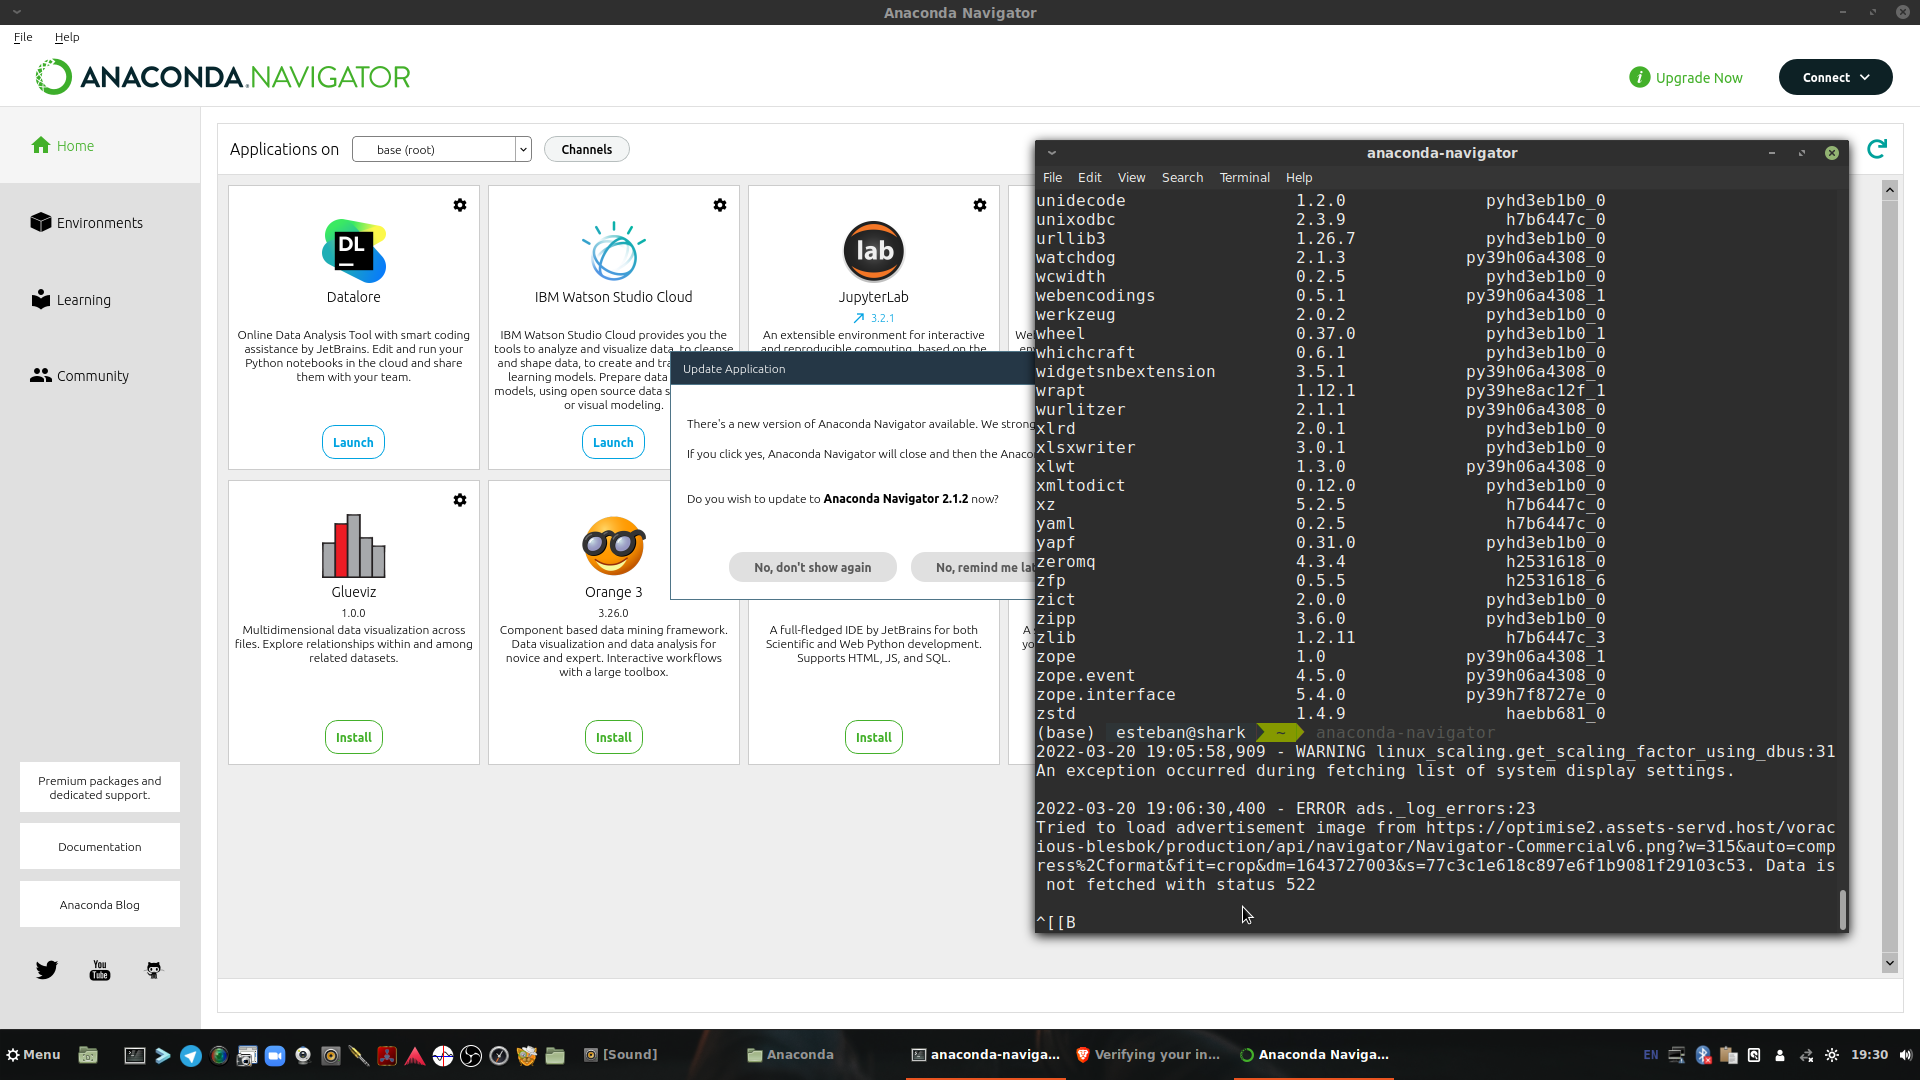 Anaconda Navigator
File Help
ANACONDA.NAVIGATOR
i Upgrade Now
Connect
Home
Environments
Learning
Community
Premium packages and
dedicated support.
Documentation
Anaconda Blog
You
Tube
Applications on
base (root)
Channels
DL
Datalore
Online Data Analysis Tool with smart coding
assistance by JetBrains. Edit and run your
Python notebooks in the cloud and share
them with your team.
Launch
IBM Watson Studio Cloud
IBM Watson Studio Cloud provides you the
tools to analyze and visualize data, to cleanse
and shape data, to create and tra
learning models. Prepare data
models, using open source data s
or visual modeling.
Launch
lab
JupyterLab
3.2.1
An extensible environment for interactive
and reproducible computing, based on the
Glueviz
1.0.0
Multidimensional data visualization across
files. Explore relationships within and among
related datasets.
Install
Orange 3
3.26.0
Component based data mining framework.
Data visualization and data analysis for
novice and expert. Interactive workflows
with a large toolbox.
Install
A full-fledged IDE by JetBrains for both
Scientific and Web Python development.
Supports HTML, JS, and SQL.
Install
Update Application
There's a new version of Anaconda Navigator available. We strong
If you click yes, Anaconda Navigator will close and then the Anaco
Do you wish to update to Anaconda Navigator 2.1.2 now?
No, don't show again
No, remind me lat
anaconda-navigator
File Edit View Search Terminal Help
unidecode 1.2.0 pyhd3eb1b0_0
unixodbc 2.3.9 h7b6447c_0
urllib3 1.26.7 pyhd3eb1b0_0
watchdog 2.1.3 py39h06a4308_0
wcwidth 0.2.5 pyhd3eb1b0_0
webencodings 0.5.1 py39h06a4308_1
werkzeug 2.0.2 pyhd3eb1b0_0
wheel 0.37.0 pyhd3eb1b0_1
whichcraft 0.6.1 pyhd3eb1b0_0
widgetsnbextension 3.5.1 py39h06a4308_0
wrapt 1.12.1 py39he8ac12f_1
wurlitzer 2.1.1 py39h06a4308_0
xlrd 2.0.1 pyhd3eb1b0_0
xlsxwriter 3.0.1 pyhd3eb1b0_0
xlwt 1.3.0 py39h06a4308_0
xmltodict 0.12.0 pyhd3eb1b0_0
xz 5.2.5 h7b6447c_0
yaml 0.2.5 h7b6447c_0
yapf 0.31.0 pyhd3eb1b0_0
zeromq 4.3.4 h2531618_0
zfp 0.5.5 h2531618_6
zict 2.0.0 pyhd3eb1b0_0
zipp 3.6.0 pyhd3eb1b0_0
zlib 1.2.11 h7b6447c_3
zope 1.0 py39h06a4308_1
zope.event 4.5.0 py39h06a4308_0
zope.interface 5.4.0 py39h7f8727e_0
zstd 1.4.9 haebb681_0
(base) esteban@shark ~ anaconda-navigator
2022-03-20 19:05:58,909 - WARNING linux_scaling.get_scaling_factor_using_dbus:31
An exception occurred during fetching list of system display settings.
2022-03-20 19:06:30,400 - ERROR ads._log_errors:23
Tried to load advertisement image from https://optimise2.assets-servd.host/vorac
ious-blesbok/production/api/navigator/Navigator-Commercialv6.png?w=315&auto=comp
ress%2Cformat&fit=crop&dm=1643727003&s=77c3c1e618c897e6f1b9081f29103c53. Data is
not fetched with status 522
^[[B
Menu
[Sound]
Anaconda
anaconda-naviga...
Verifying your in...
Anaconda Naviga...
EN
19:30